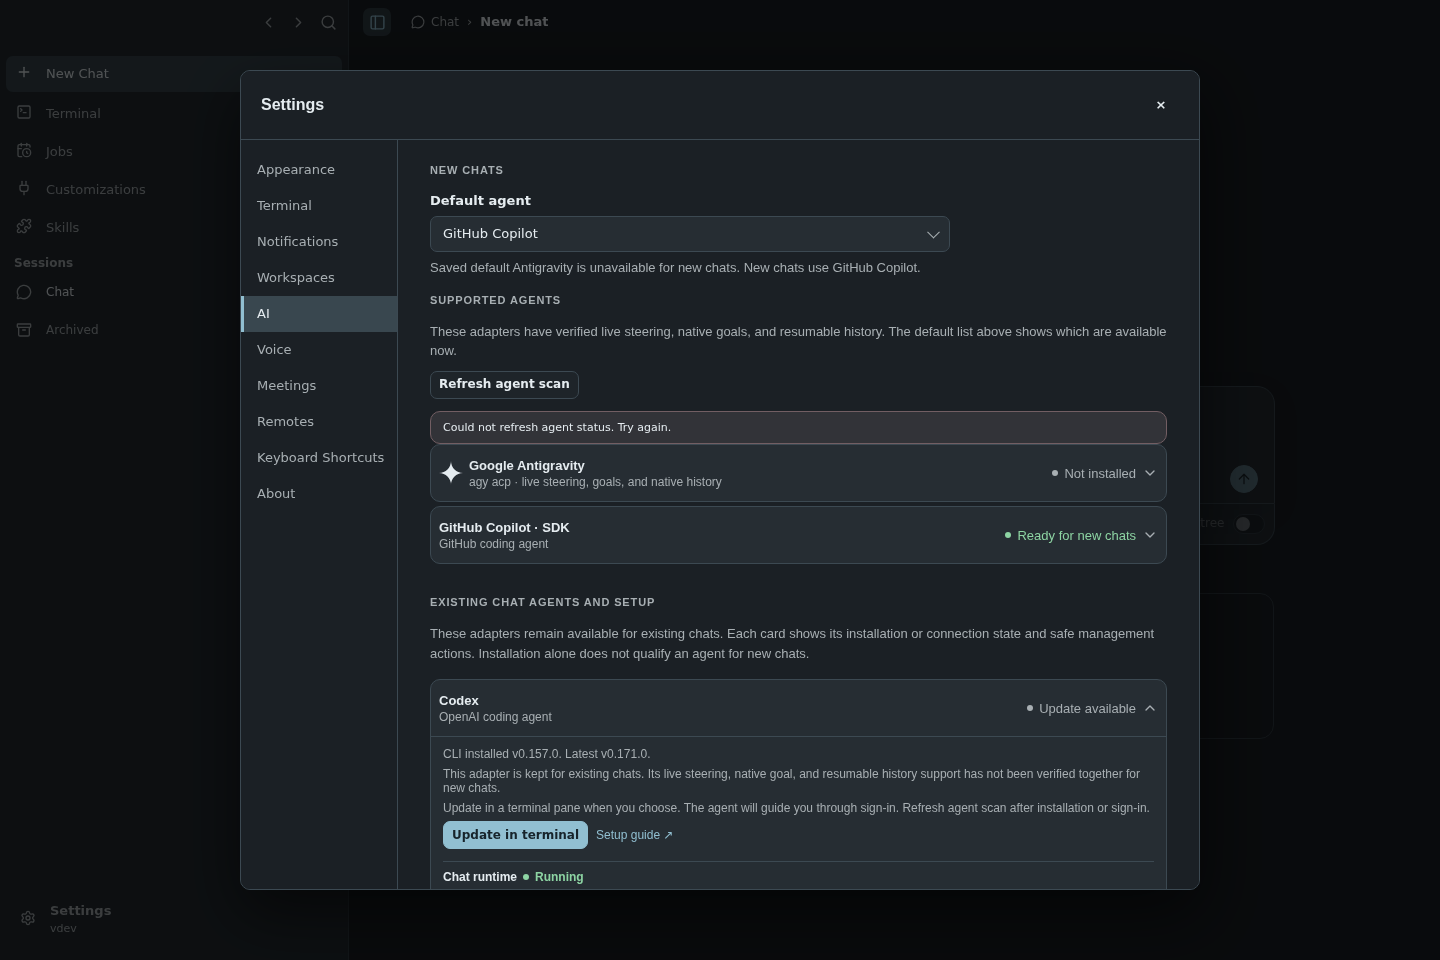 Chat › New chat
New Chat
Terminal
Jobs
Customizations
Skills
Sessions
Chat
Archived
Settings
vdev
Settings
×
Appearance
Terminal
Notifications
Workspaces
AI
Voice
Meetings
Remotes
Keyboard Shortcuts
About
NEW CHATS
Default agent
GitHub Copilot
Saved default Antigravity is unavailable for new chats. New chats use GitHub Copilot.
SUPPORTED AGENTS
These adapters have verified live steering, native goals, and resumable history. The default list above shows which are available
now.
Refresh agent scan
Could not refresh agent status. Try again.
Google Antigravity
agy acp · live steering, goals, and native history
Not installed
GitHub Copilot · SDK
GitHub coding agent
Ready for new chats
EXISTING CHAT AGENTS AND SETUP
These adapters remain available for existing chats. Each card shows its installation or connection state and safe management
actions. Installation alone does not qualify an agent for new chats.
Codex
OpenAI coding agent
Update available
CLI installed v0.157.0. Latest v0.171.0.
This adapter is kept for existing chats. Its live steering, native goal, and resumable history support has not been verified together for
new chats.
Update in a terminal pane when you choose. The agent will guide you through sign-in. Refresh agent scan after installation or sign-in.
Update in terminal
Setup guide ↗
Chat runtime
Running